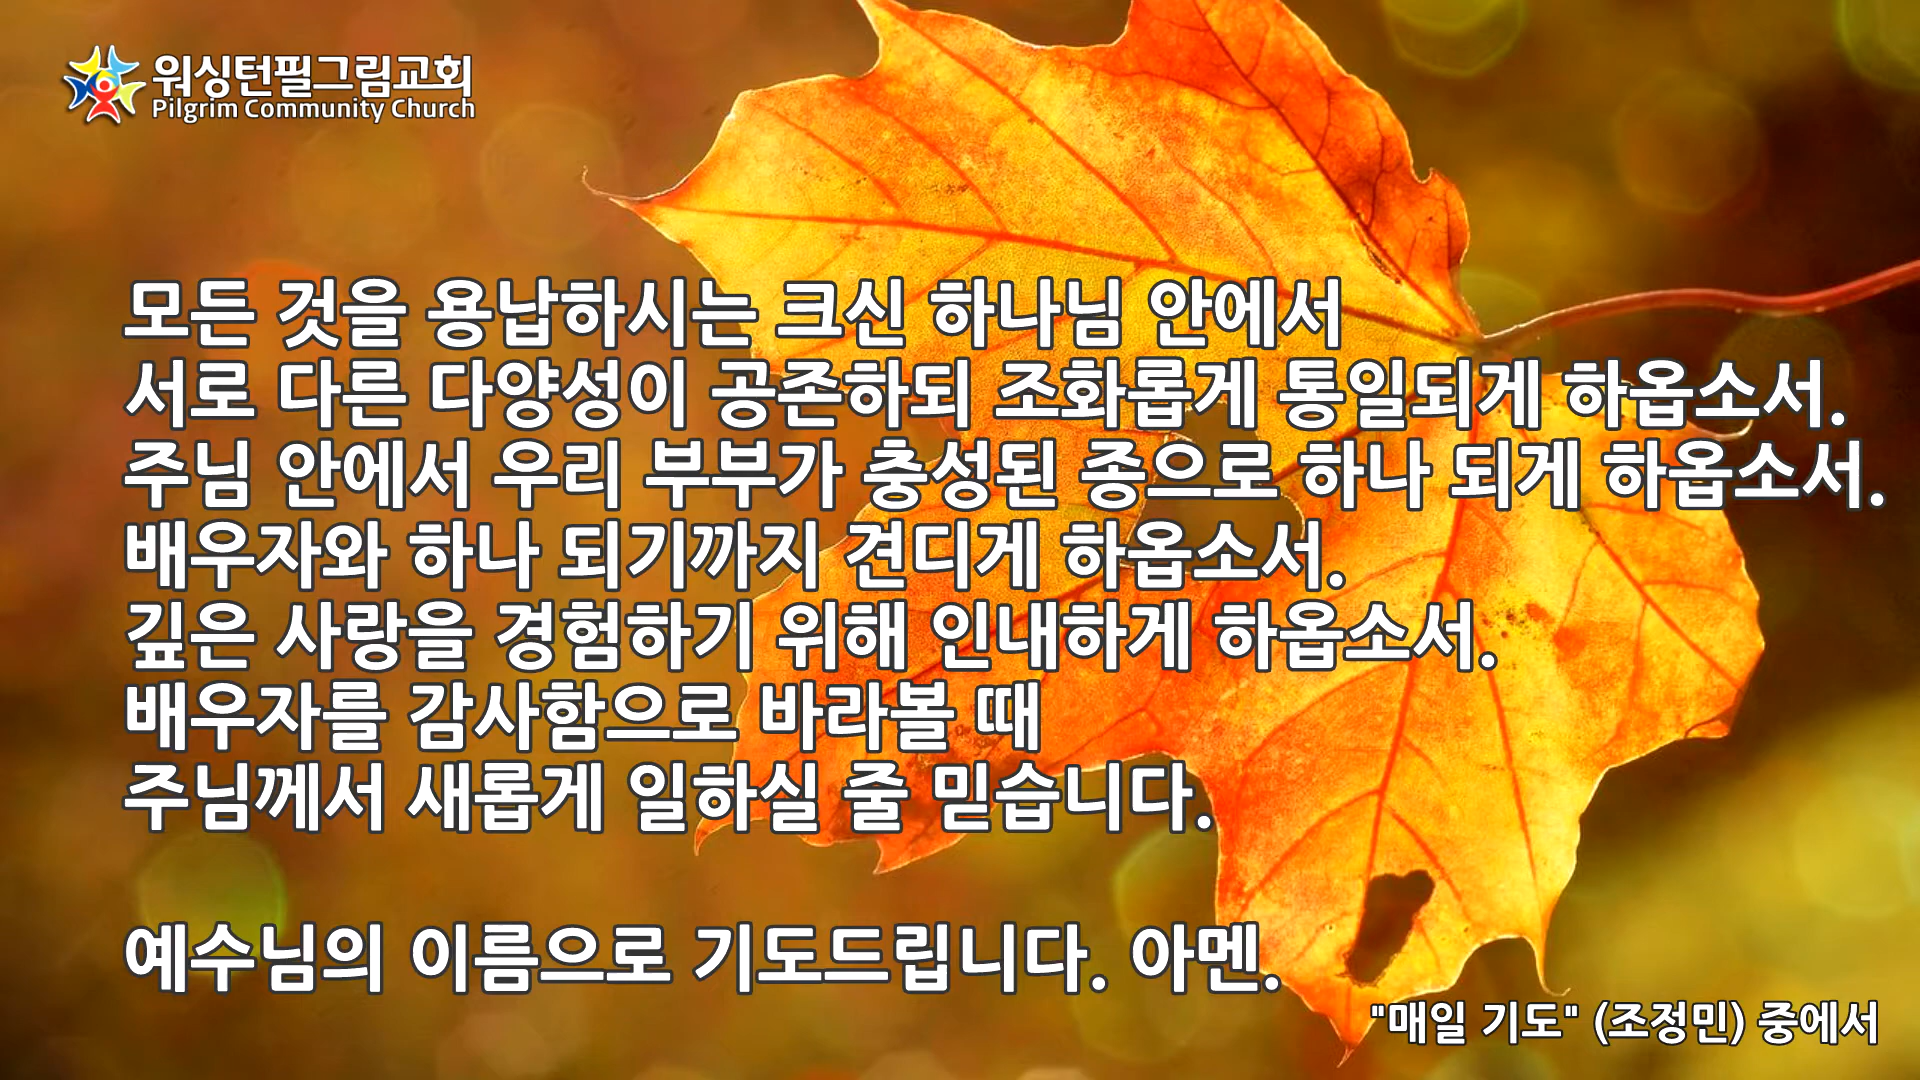 워싱턴필그림교회
Pilgrim Community Church
모든 것을 용납하시는 크신 하나님 안에서
서로 다른 다양성이 공존하되 조화롭게 통일되게 하옵소서.
주님 안에서 우리 부부가 충성된 종으로 하나 되게 하옵소서.
배우자와 하나 되기까지 견디게 하옵소서.
깊은 사랑을 경험하기 위해 인내하게 하옵소서.
배우자를 감사함으로 바라볼 때
주님께서 새롭게 일하실 줄 믿습니다.
예수님의 이름으로 기도드립니다. 아멘.
"매일 기도" (조정민) 중에서